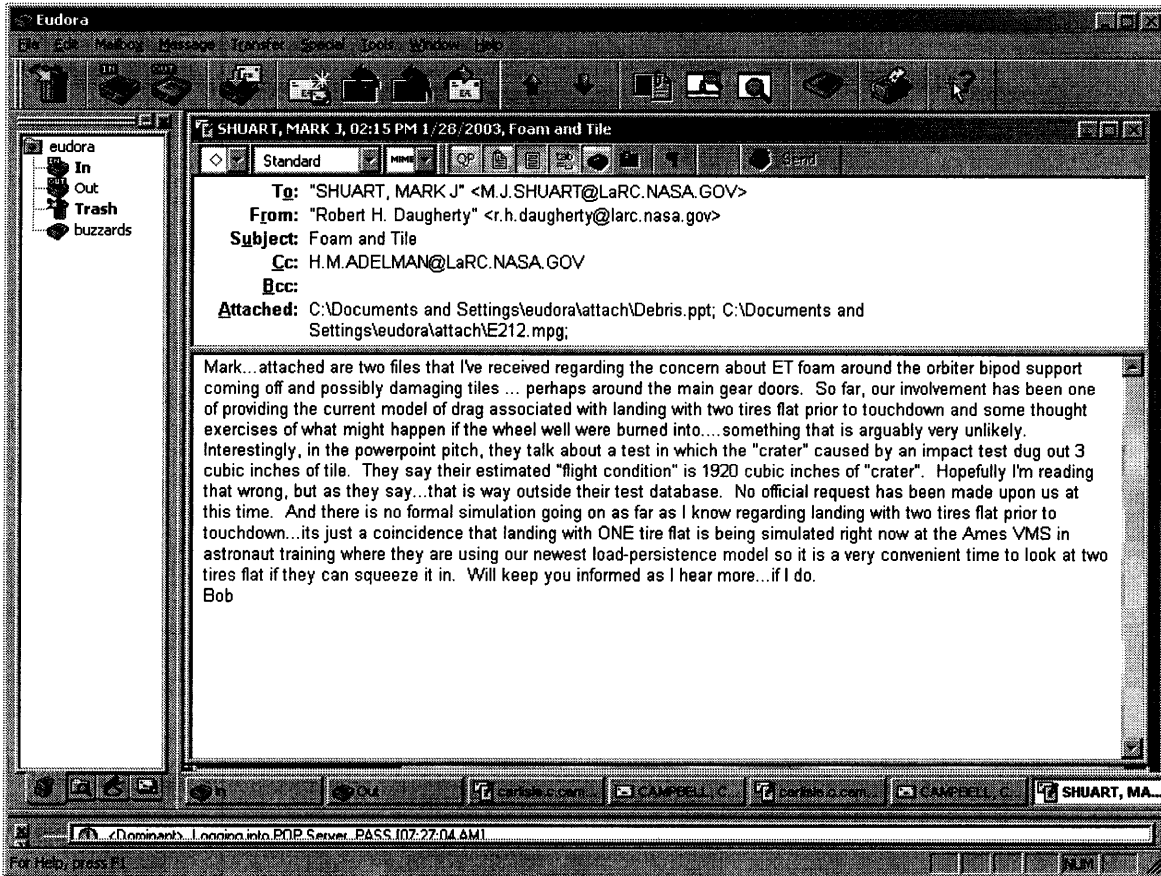 Eudora
File Edit Mailbox Message Transfer Special Tools Window Help
SHUART, MARK J, 02:15 PM 1/28/2003, Foam and Tile
eudora
In
Out
Trash
buzzards
Standard
MIME
QP
Send
To: "SHUART, MARK J" <M.J.SHUART@LaRC.NASA.GOV>
From: "Robert H. Daugherty" <r.h.daugherty@larc.nasa.gov>
Subject: Foam and Tile
Cc: H.M.ADELMAN@LaRC.NASA.GOV
Bcc:
Attached: C:\Documents and Settings\eudora\attach\Debris.ppt; C:\Documents and
Settings\eudora\attach\E212.mpg;
Mark...attached are two files that I've received regarding the concern about ET foam around the orbiter bipod support
coming off and possibly damaging tiles ... perhaps around the main gear doors. So far, our involvement has been one
of providing the current model of drag associated with landing with two tires flat prior to touchdown and some thought
exercises of what might happen if the wheel well were burned into....something that is arguably very unlikely.
Interestingly, in the powerpoint pitch, they talk about a test in which the "crater" caused by an impact test dug out 3
cubic inches of tile. They say their estimated "flight condition" is 1920 cubic inches of "crater". Hopefully I'm reading
that wrong, but as they say...that is way outside their test database. No official request has been made upon us at
this time. And there is no formal simulation going on as far as I know regarding landing with two tires flat prior to
touchdown...its just a coincidence that landing with ONE tire flat is being simulated right now at the Ames VMS in
astronaut training where they are using our newest load-persistence model so it is a very convenient time to look at two
tires flat if they can squeeze it in. Will keep you informed as I hear more...if I do.
Bob
In
Out
carlisle.c.cam...
CAMPBELL, C...
carlisle.c.cam...
CAMPBELL, C...
SHUART, MA...
<Dominant> Logging into POP Server, PASS [07:27:04 AM]
For Help, press F1
NUM